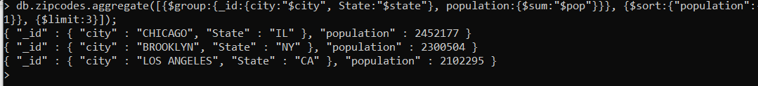 > db.zipcodes.aggregate([{$group:{_id:{city:"$city", State:"$state"}, population:{$sum:"$pop"}}}, {$sort:{"population":-
1}}, {$limit:3}]);
{ "_id" : { "city" : "CHICAGO", "State" : "IL" }, "population" : 2452177 }
{ "_id" : { "city" : "BROOKLYN", "State" : "NY" }, "population" : 2300504 }
{ "_id" : { "city" : "LOS ANGELES", "State" : "CA" }, "population" : 2102295 }
>